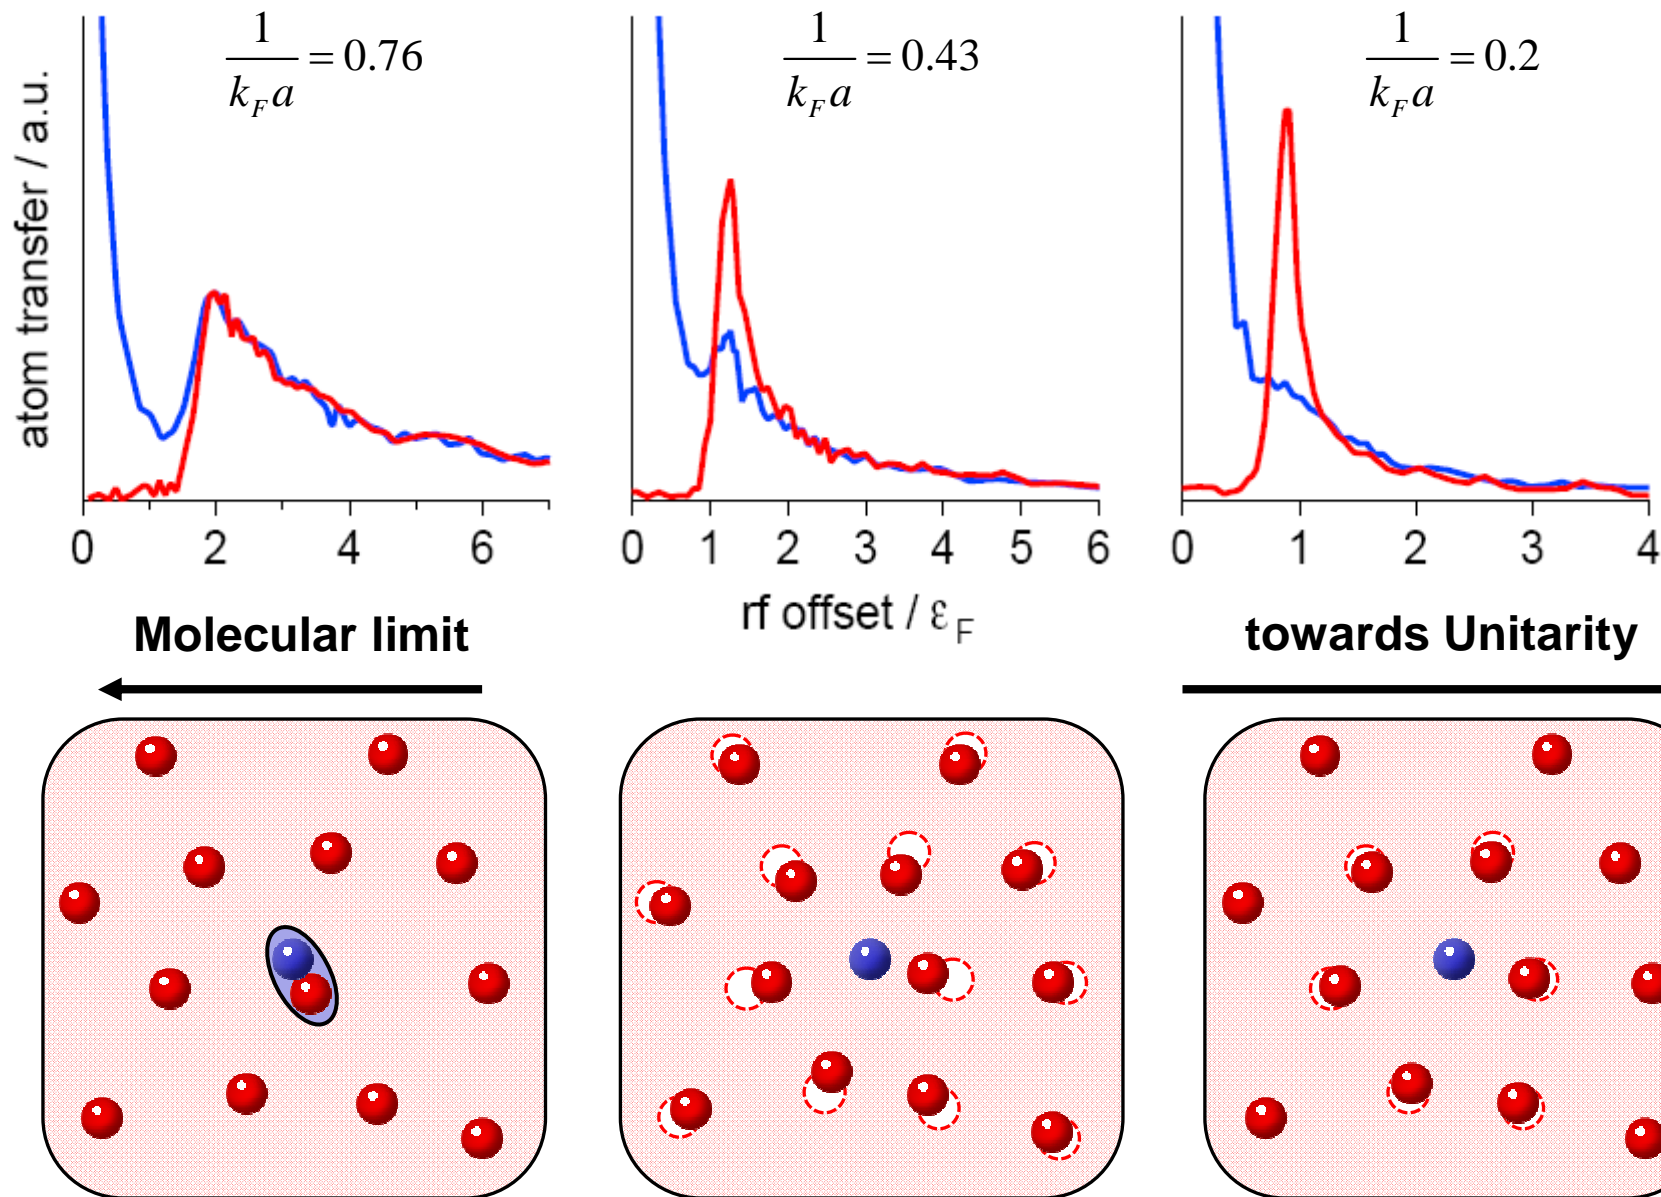 1/(k_F a) = 0.76
1/(k_F a) = 0.43
1/(k_F a) = 0.2
atom transfer / a.u.
0 2 4 6
0 1 2 3 4 5 6
0 1 2 3 4
rf offset / ε_F
Molecular limit
towards Unitarity